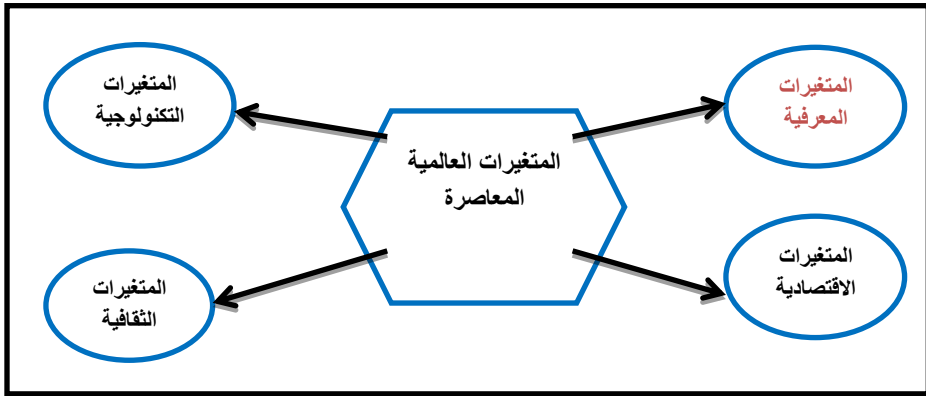 المتغيرات
المعرفية
المتغيرات
التكنولوجية
المتغيرات العالمية
المعاصرة
المتغيرات
الاقتصادية
المتغيرات
الثقافية